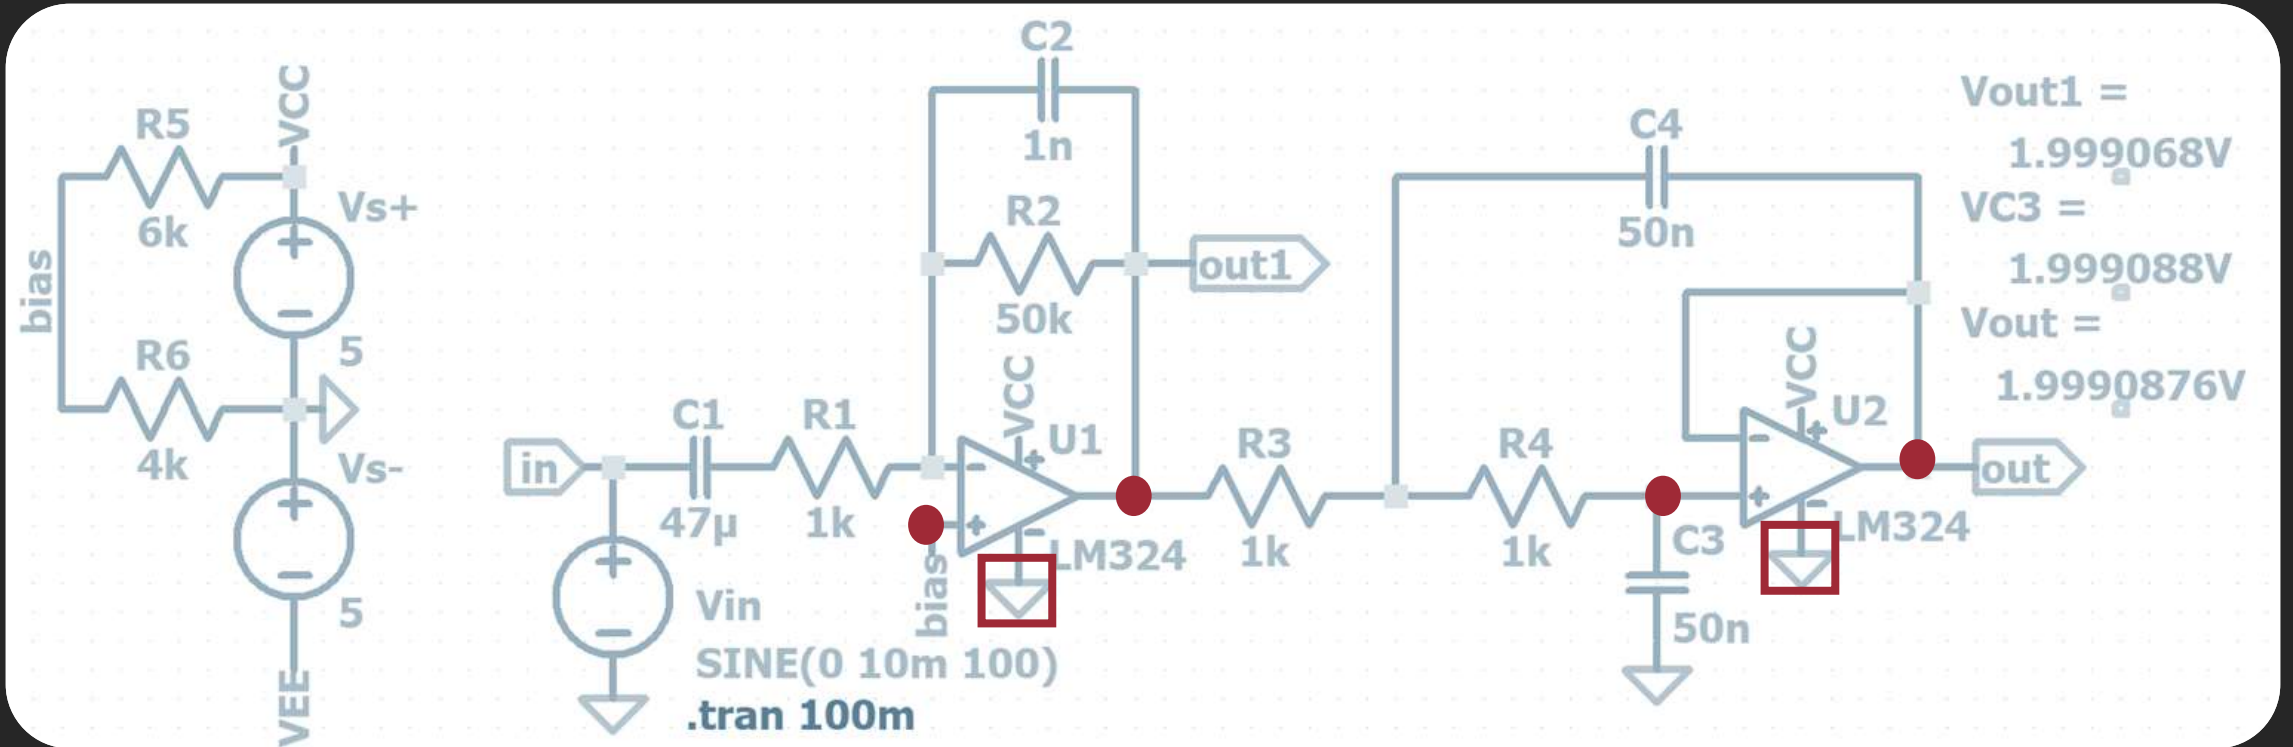 VCC
R5
6k
Vs+
5
bias
R6
4k
Vs-
5
VEE
in
C1
47µ
R1
1k
Vin
SINE(0 10m 100)
.tran 100m
C2
1n
R2
50k
out1
VCC
U1
LM324
bias
R3
1k
C4
50n
R4
1k
C3
50n
VCC
U2
LM324
out
Vout1 =
1.999068V
VC3 =
1.999088V
Vout =
1.9990876V